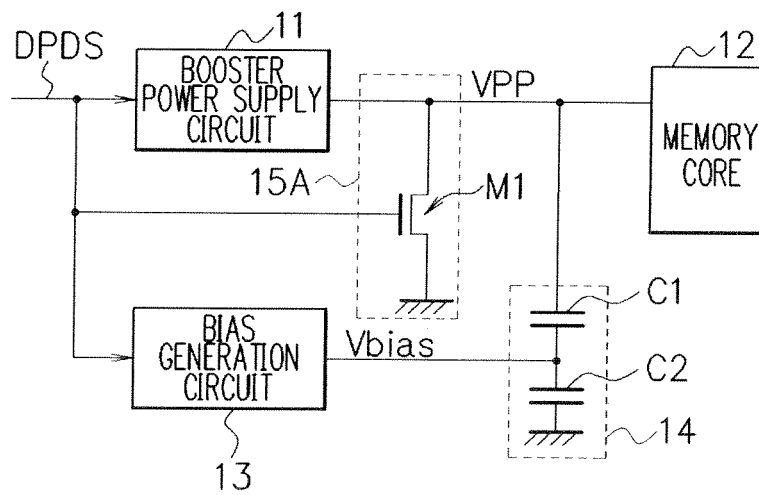 DPDS
11
BOOSTER
POWER SUPPLY
CIRCUIT
VPP
12
MEMORY
CORE
15A
M1
BIAS
GENERATION
CIRCUIT
Vbias
C1
C2
13
14